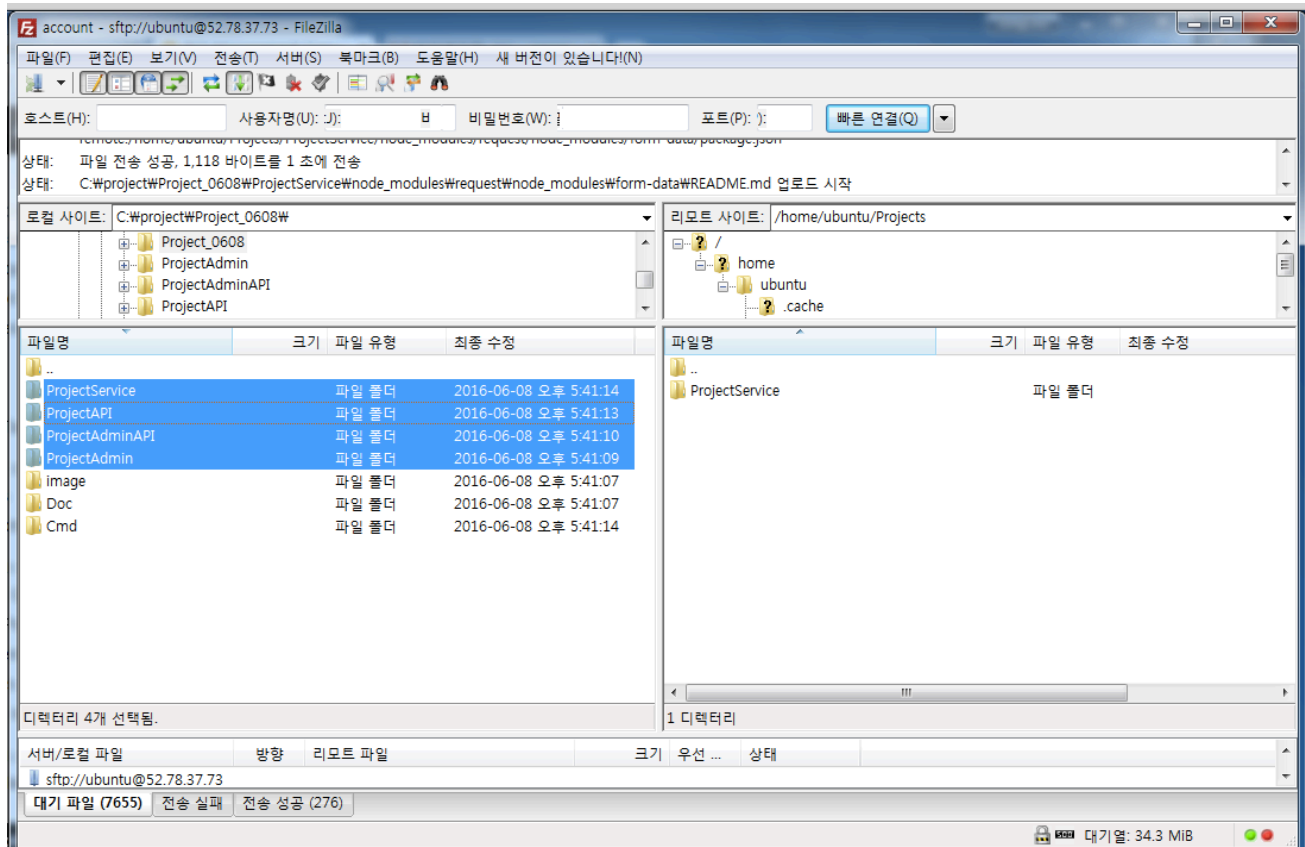 account - sftp://ubuntu@52.78.37.73 - FileZilla
파일(F) 편집(E) 보기(V) 전송(T) 서버(S) 북마크(B) 도움말(H) 새 버전이 있습니다!(N)
호스트(H): 사용자명(U): 비밀번호(W): 포트(P): 빠른 연결(Q)
remote:/home/ubuntu/Projects/ProjectService/node_modules/request/node_modules/form-data/package.json
상태: 파일 전송 성공, 1,118 바이트를 1 초에 전송
상태: C:₩project₩Project_0608₩ProjectService₩node_modules₩request₩node_modules₩form-data₩README.md 업로드 시작
로컬 사이트: C:₩project₩Project_0608₩
Project_0608
ProjectAdmin
ProjectAdminAPI
ProjectAPI
리모트 사이트: /home/ubuntu/Projects
/
home
ubuntu
.cache
파일명 크기 파일 유형 최종 수정
..
ProjectService 파일 폴더 2016-06-08 오후 5:41:14
ProjectAPI 파일 폴더 2016-06-08 오후 5:41:13
ProjectAdminAPI 파일 폴더 2016-06-08 오후 5:41:10
ProjectAdmin 파일 폴더 2016-06-08 오후 5:41:09
image 파일 폴더 2016-06-08 오후 5:41:07
Doc 파일 폴더 2016-06-08 오후 5:41:07
Cmd 파일 폴더 2016-06-08 오후 5:41:14
디렉터리 4개 선택됨.
파일명 크기 파일 유형 최종 수정
..
ProjectService 파일 폴더
1 디렉터리
서버/로컬 파일 방향 리모트 파일 크기 우선 ... 상태
sftp://ubuntu@52.78.37.73
대기 파일 (7655) 전송 실패 전송 성공 (276)
대기열: 34.3 MiB